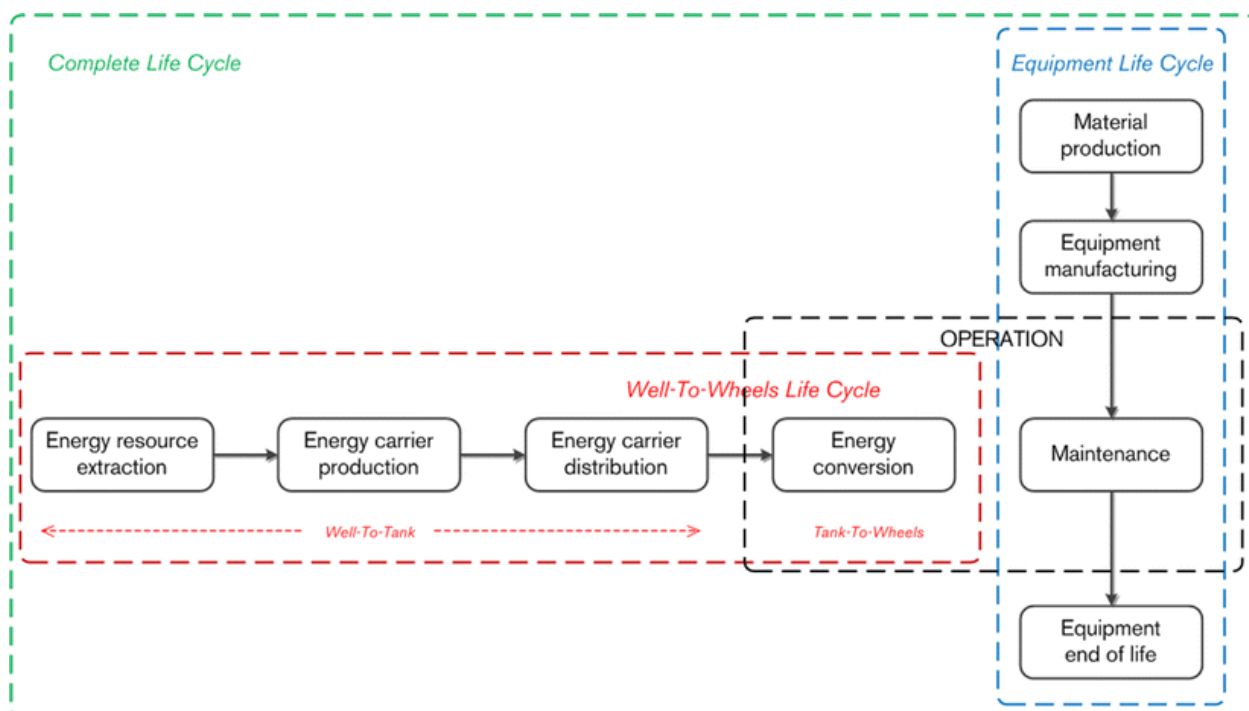 Complete Life Cycle
Equipment Life Cycle
Material
production
Equipment
manufacturing
OPERATION
Well-To-Wheels Life Cycle
Energy resource
extraction
Energy carrier
production
Energy carrier
distribution
Energy
conversion
Maintenance
Well-To-Tank
Tank-To-Wheels
Equipment
end of life